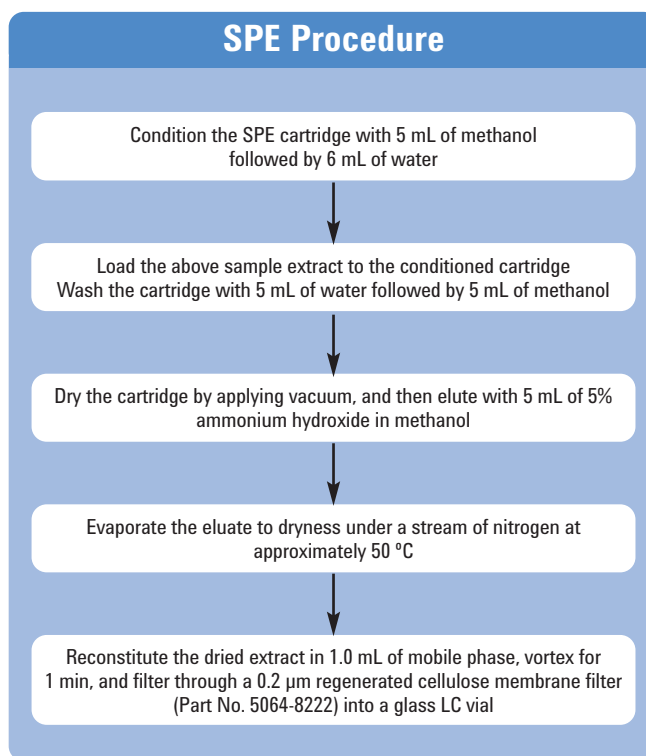 SPE Procedure
Condition the SPE cartridge with 5 mL of methanol
followed by 6 mL of water
Load the above sample extract to the conditioned cartridge
Wash the cartridge with 5 mL of water followed by 5 mL of methanol
Dry the cartridge by applying vacuum, and then elute with 5 mL of 5%
ammonium hydroxide in methanol
Evaporate the eluate to dryness under a stream of nitrogen at
approximately 50 ºC
Reconstitute the dried extract in 1.0 mL of mobile phase, vortex for
1 min, and filter through a 0.2 µm regenerated cellulose membrane filter
(Part No. 5064-8222) into a glass LC vial